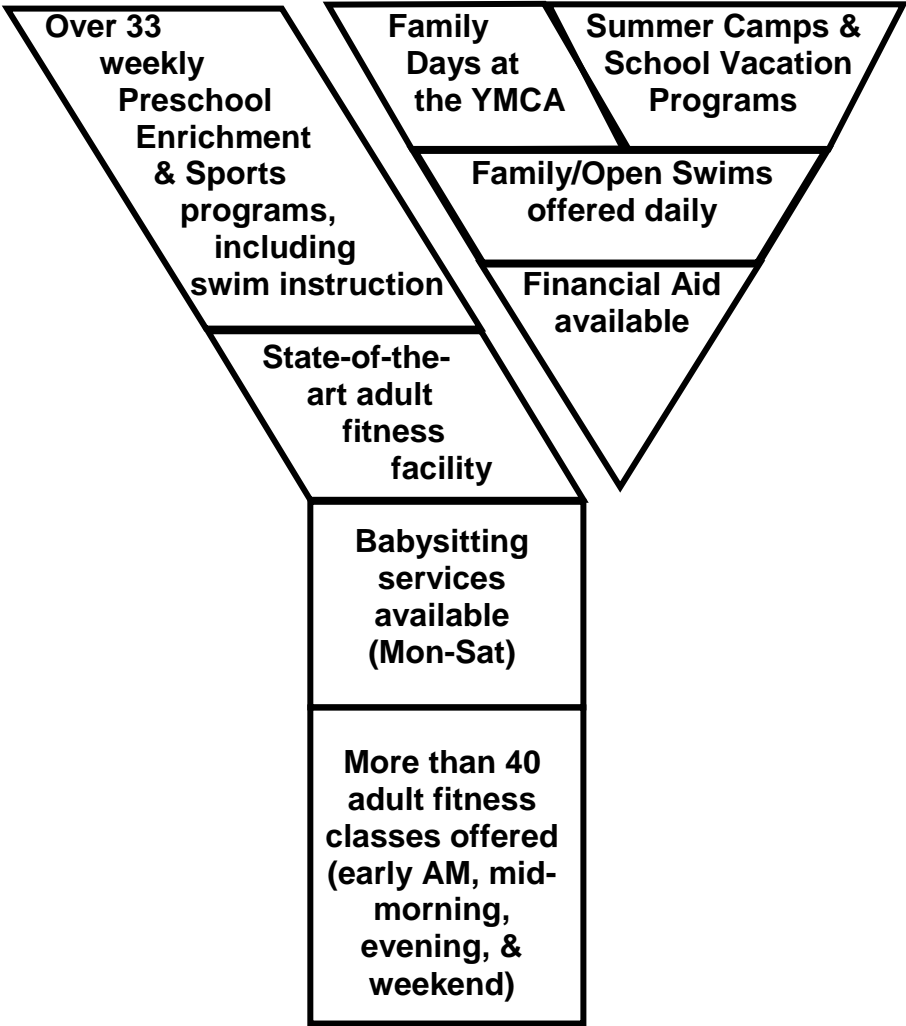 Over 33
weekly
Preschool
Enrichment
& Sports
programs,
including
swim instruction
State-of-the-
art adult
fitness
facility
Babysitting
services
available
(Mon-Sat)
More than 40
adult fitness
classes offered
(early AM, mid-
morning,
evening, &
weekend)
Family
Days at
the YMCA
Summer Camps &
School Vacation
Programs
Family/Open Swims
offered daily
Financial Aid
available